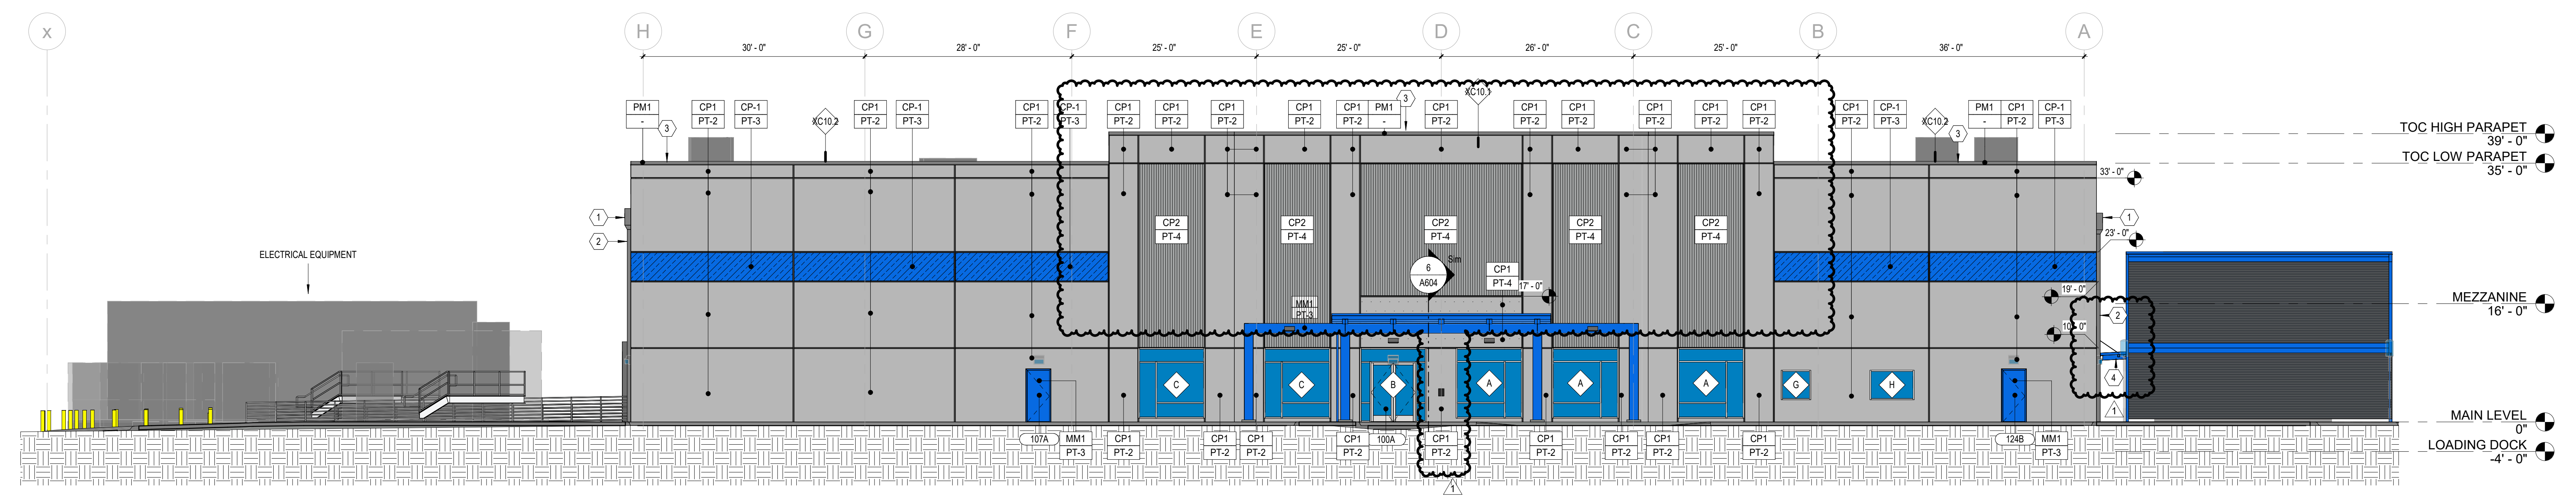 x H G F E D C B A
30' - 0" 28' - 0" 25' - 0" 25' - 0" 26' - 0" 25' - 0" 36' - 0"
XC10.1
PM1 CP1 CP-1 CP1 CP-1 CP1 CP-1 CP1 CP1 CP1 CP1 CP1 PM1 3 CP1 CP1 CP1 CP1 CP1 CP1 CP1 CP-1 PM1 CP1 CP-1
- PT-2 PT-3 PT-2 PT-3 PT-2 PT-3 PT-2 PT-2 PT-2 PT-2 PT-2 - PT-2 PT-2 PT-2 PT-2 PT-2 PT-2 PT-2 PT-3 - PT-2 PT-3
3 XC10.2 XC10.2 3
TOC HIGH PARAPET
39' - 0"
TOC LOW PARAPET
35' - 0"
33' - 0"
1 1
CP2 CP2 CP2 CP2 CP2
PT-4 PT-4 PT-4 PT-4 PT-4
2 23' - 0"
ELECTRICAL EQUIPMENT
Sim
6
A604
CP1
PT-4
17' - 0"
19' - 0"
MM1
PT-3
MEZZANINE
16' - 0"
2
4
C C B A A A G H
1
MAIN LEVEL
0"
107A MM1 CP1 CP1 CP1 CP1 100A CP1 CP1 CP1 CP1 CP1 124B MM1
PT-3 PT-2 PT-2 PT-2 PT-2 PT-2 PT-2 PT-2 PT-2 PT-2 PT-3
LOADING DOCK
-4' - 0"
1